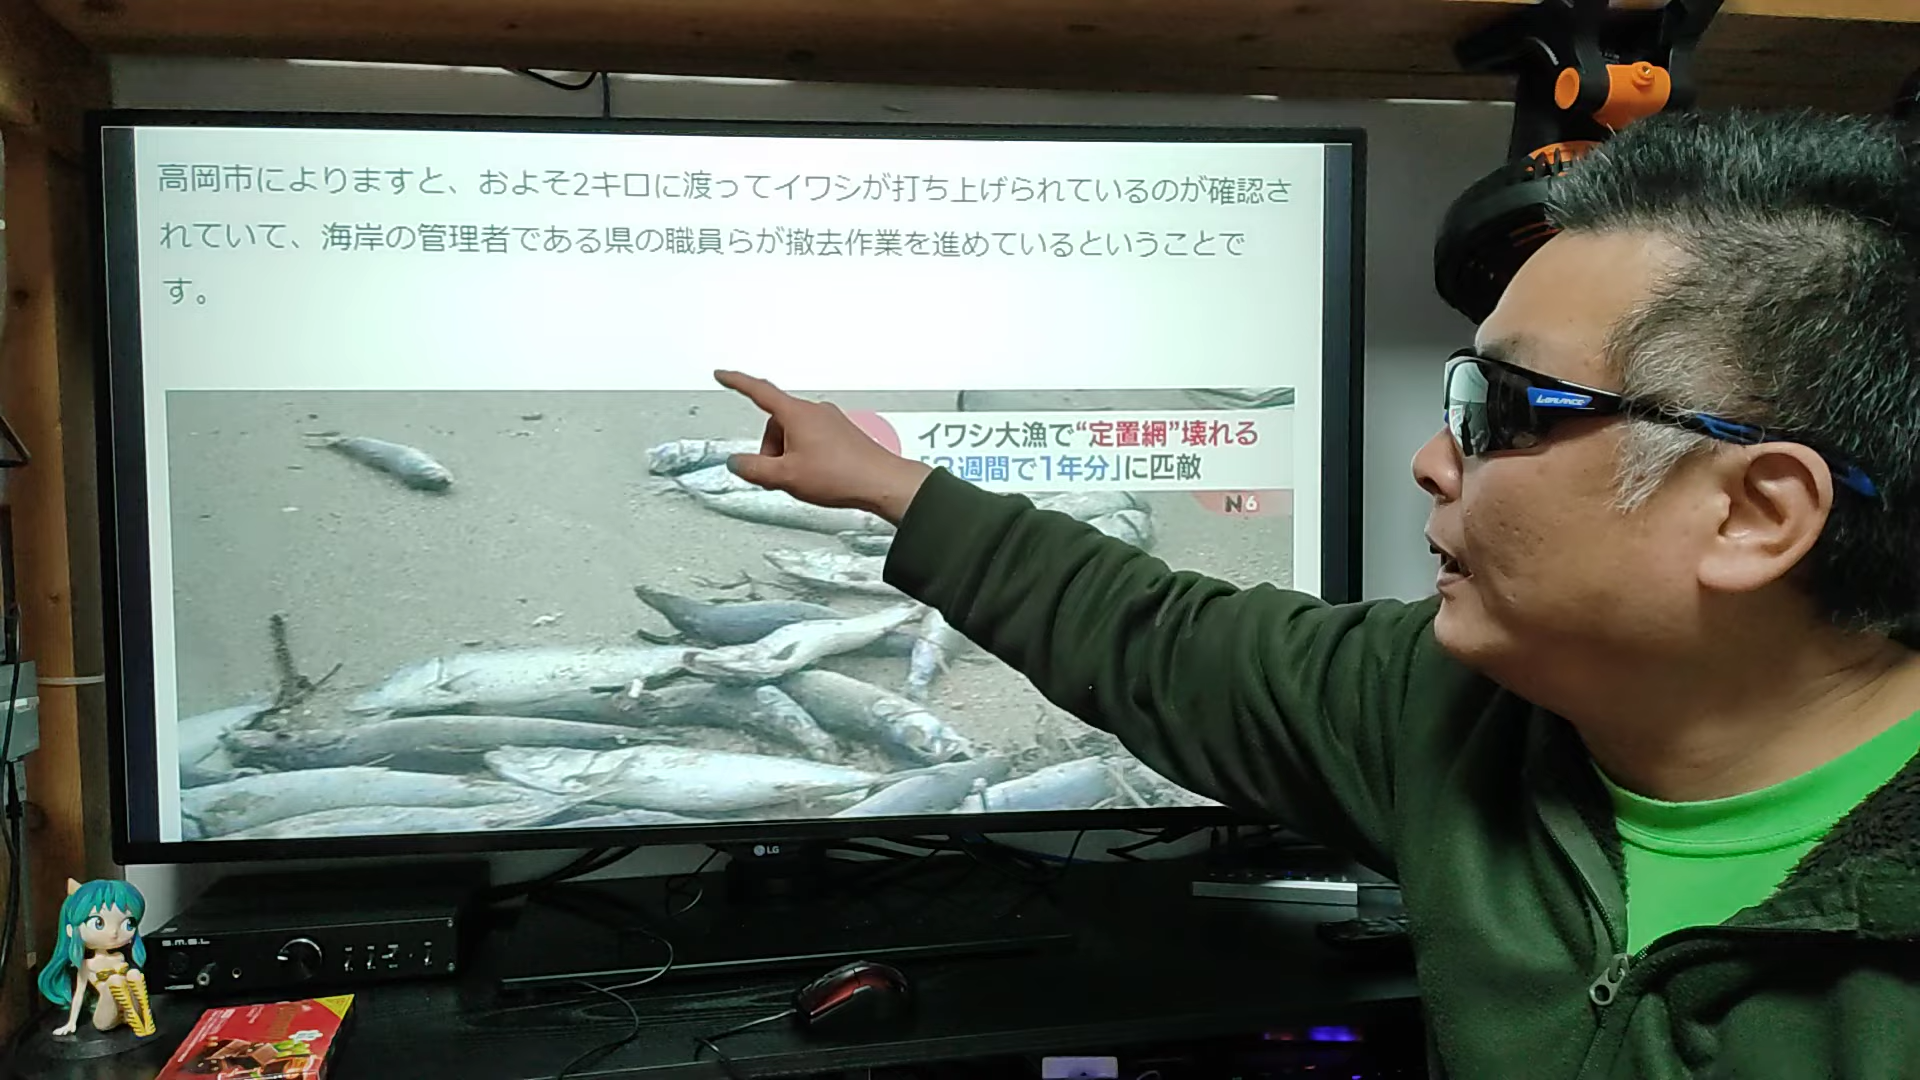 高岡市によりますと、およそ2キロに渡ってイワシが打ち上げられているのが確認さ
れていて、海岸の管理者である県の職員らが撤去作業を進めているということで
す。
イワシ大漁で“定置網”壊れる
週間で1年分」に匹敵
N6
LG
S.M.S.L